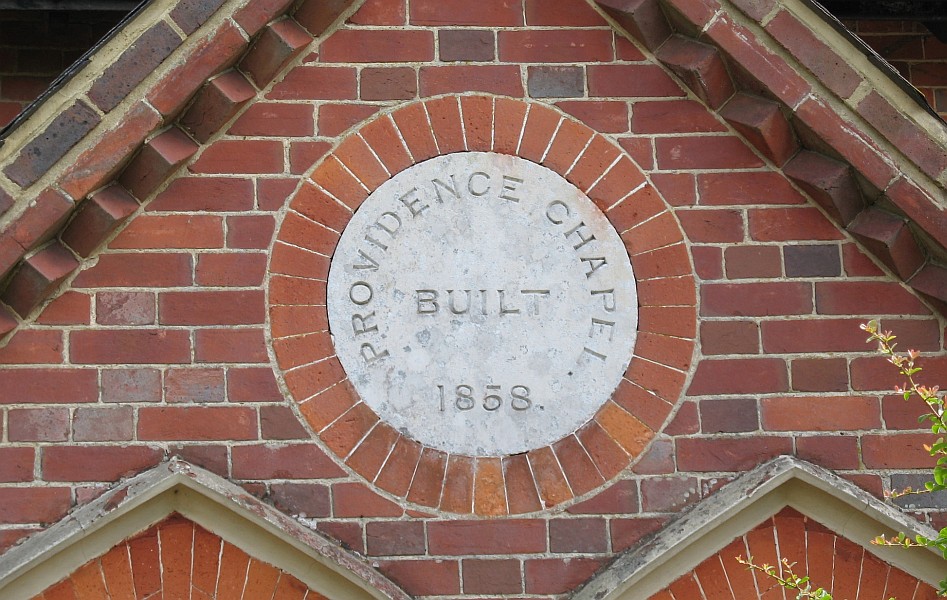 PROVIDENCE CHAPEL
BUILT
1858.